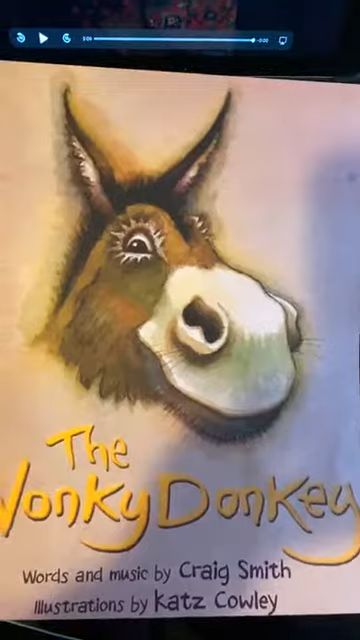 The
Wonky Donkey
Words and music by Craig Smith
Illustrations by Katz Cowley